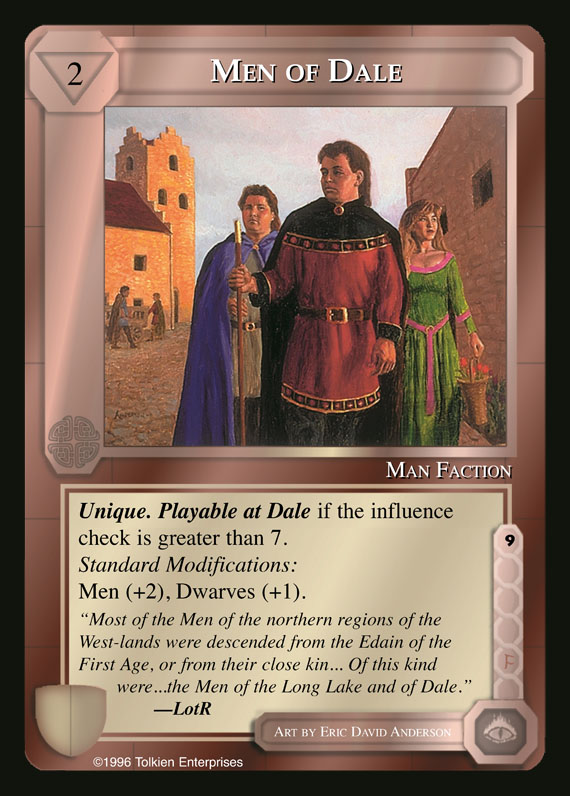 2
Men of Dale
Man Faction
Unique. Playable at Dale if the influence
check is greater than 7.
Standard Modifications:
Men (+2), Dwarves (+1).
“Most of the Men of the northern regions of the
West-lands were descended from the Edain of the
First Age, or from their close kin... Of this kind
were...the Men of the Long Lake and of Dale.”
—LotR
9
F
Art by Eric David Anderson
©1996 Tolkien Enterprises